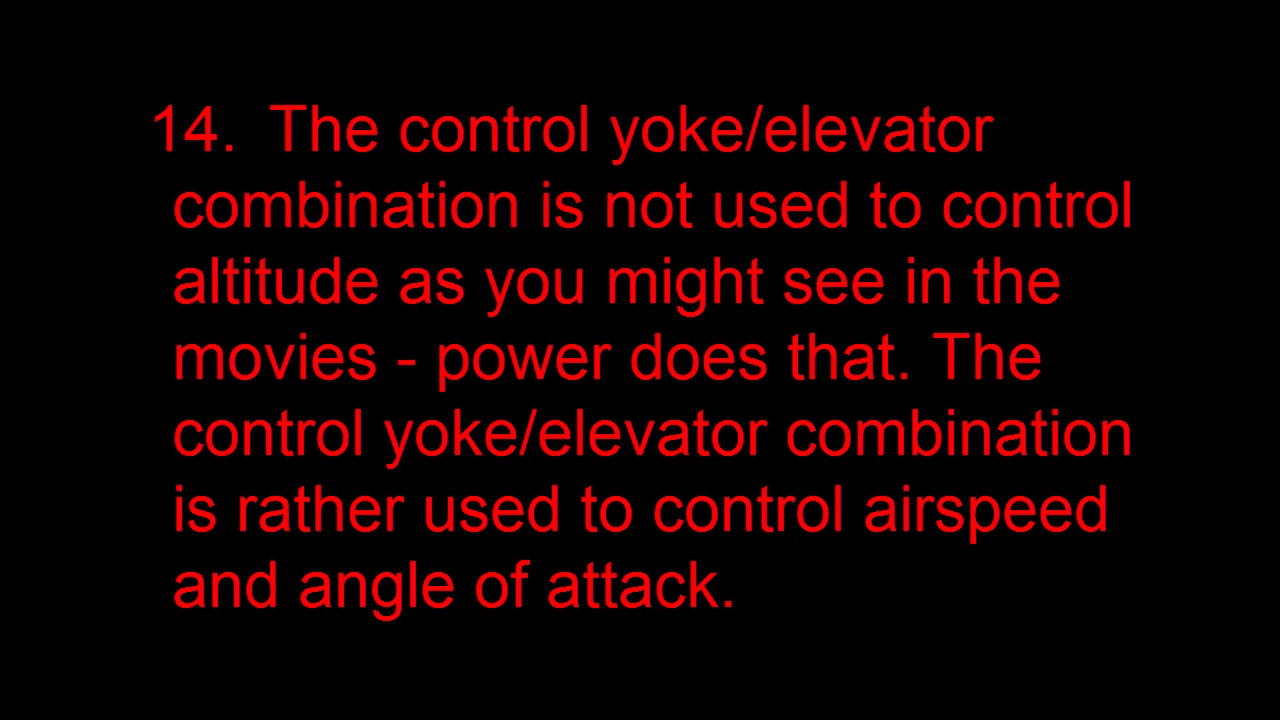 14.  The control yoke/elevator
combination is not used to control
altitude as you might see in the
movies - power does that. The
control yoke/elevator combination
is rather used to control airspeed
and angle of attack.